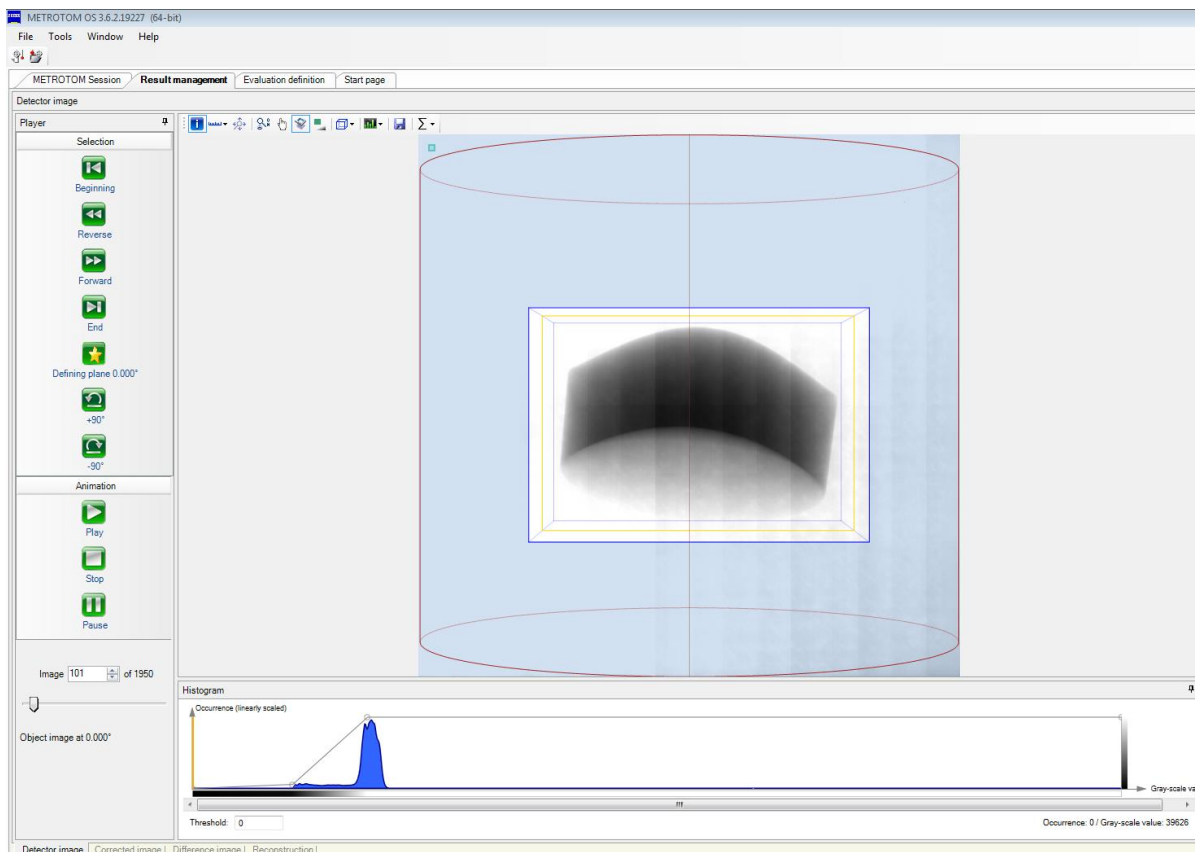 METROTOM OS 3.6.2.19227 (64-bit)
File Tools Window Help
METROTOM Session Result management Evaluation definition Start page
Detector image
Player
Selection
Beginning
Reverse
Forward
End
Defining plane 0.000°
+90°
-90°
Animation
Play
Stop
Pause
Image 101 of 1950
Object image at 0.000°
Histogram
Occurrence (linearly scaled)
Gray-scale va
Threshold: 0
Occurrence: 0 / Gray-scale value: 39626
Detector image Corrected image | Difference image | Reconstruction |